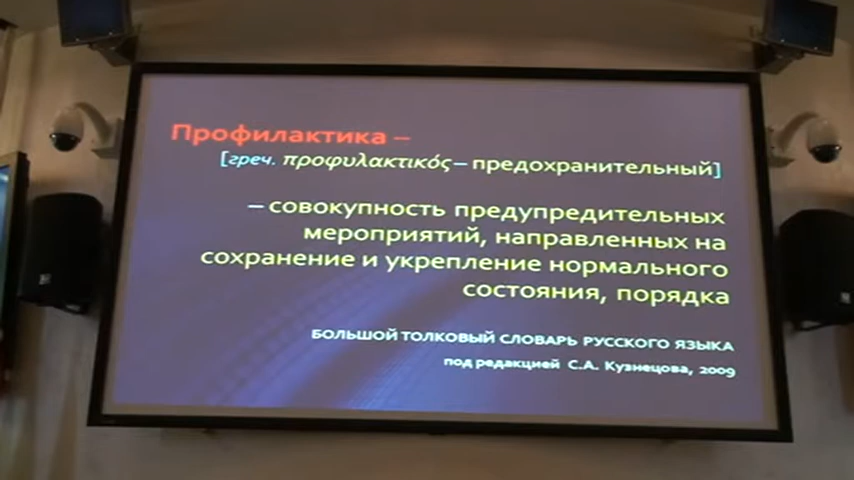 Профилактика –
[греч. προφυλακτικός – предохранительный]
– совокупность предупредительных
мероприятий, направленных на
сохранение и укрепление нормального
состояния, порядка
БОЛЬШОЙ ТОЛКОВЫЙ СЛОВАРЬ РУССКОГО ЯЗЫКА
под редакцией С.А. Кузнецова, 2009